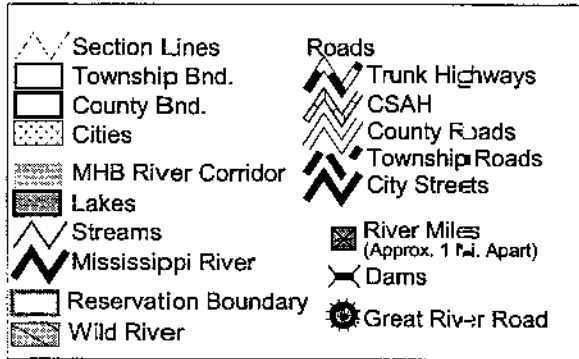 Section Lines
Township Bnd.
County Bnd.
Cities
MHB River Corridor
Lakes
Streams
Mississippi River
Reservation Boundary
Wild River
Roads
Trunk Highways
CSAH
County Roads
Township Roads
City Streets
River Miles
(Approx. 1 Mi. Apart)
Dams
Great River Road